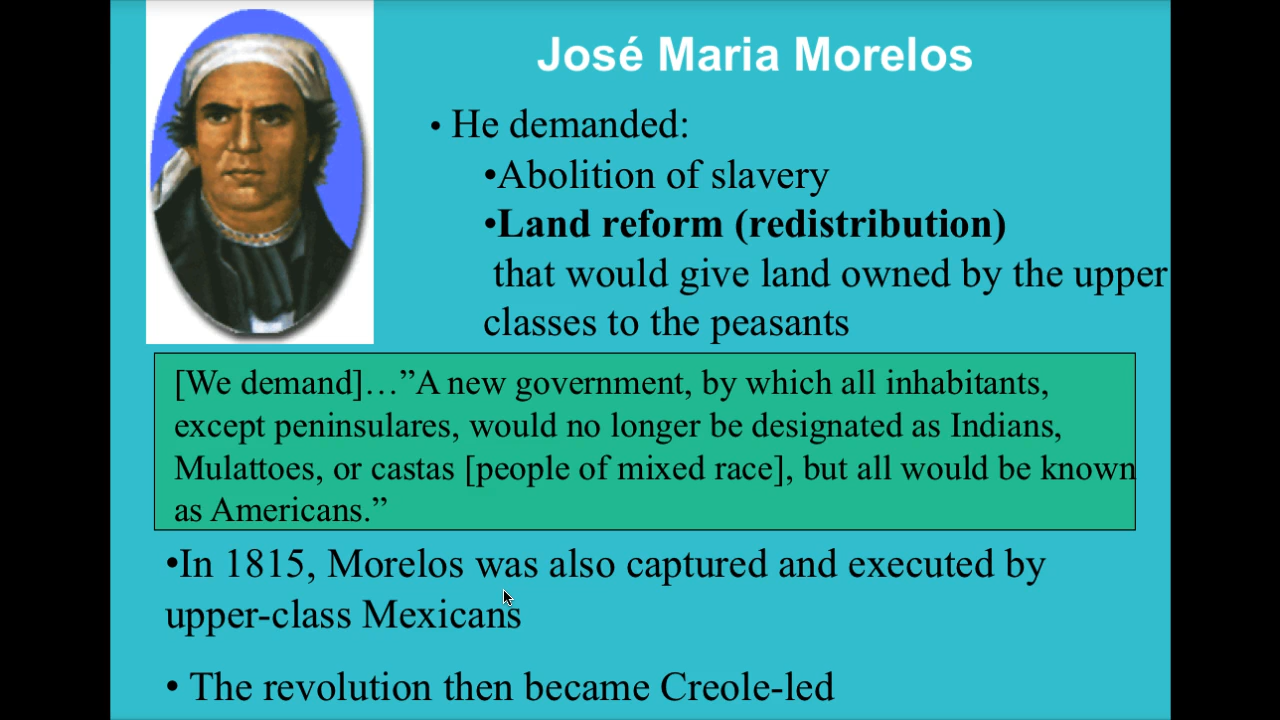 José Maria Morelos
• He demanded:
•Abolition of slavery
•Land reform (redistribution)
that would give land owned by the upper
classes to the peasants
[We demand]…”A new government, by which all inhabitants,
except peninsulares, would no longer be designated as Indians,
Mulattoes, or castas [people of mixed race], but all would be known
as Americans.”
•In 1815, Morelos was also captured and executed by
upper-class Mexicans
• The revolution then became Creole-led